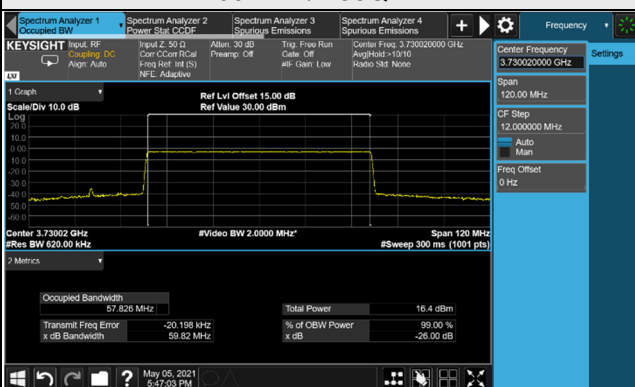 Spectrum Analyzer 1
Occupied BW
Spectrum Analyzer 2
Power Stat CCDF
Spectrum Analyzer 3
Spurious Emissions
Spectrum Analyzer 4
Spurious Emissions
Frequency
KEYSIGHT
Input: RF
Coupling: DC
Align: Auto
Input Z: 50 Ω
Corr CCorr RCal
Freq Ref: Int (S)
NFE: Adaptive
Atten: 30 dB
Preamp: Off
Trig: Free Run
Gate: Off
#IF Gain: Low
Center Freq: 3.730020000 GHz
Avg|Hold:>10/10
Radio Std: None
LXI
1 Graph
Scale/Div 10.0 dB
Ref Lvl Offset 15.00 dB
Ref Value 30.00 dBm
Log
20.0
10.0
0.00
-10.0
-20.0
-30.0
-40.0
-50.0
-60.0
Center 3.73002 GHz
#Res BW 620.00 kHz
#Video BW 2.0000 MHz*
Span 120 MHz
#Sweep 300 ms (1001 pts)
2 Metrics
Occupied Bandwidth
57.826 MHz
Total Power 16.4 dBm
Transmit Freq Error -20.198 kHz
% of OBW Power 99.00 %
x dB Bandwidth 59.82 MHz
x dB -26.00 dB
Center Frequency
3.730020000 GHz
Settings
Span
120.00 MHz
CF Step
12.000000 MHz
Auto
Man
Freq Offset
0 Hz
?
May 05, 2021
5:47:03 PM